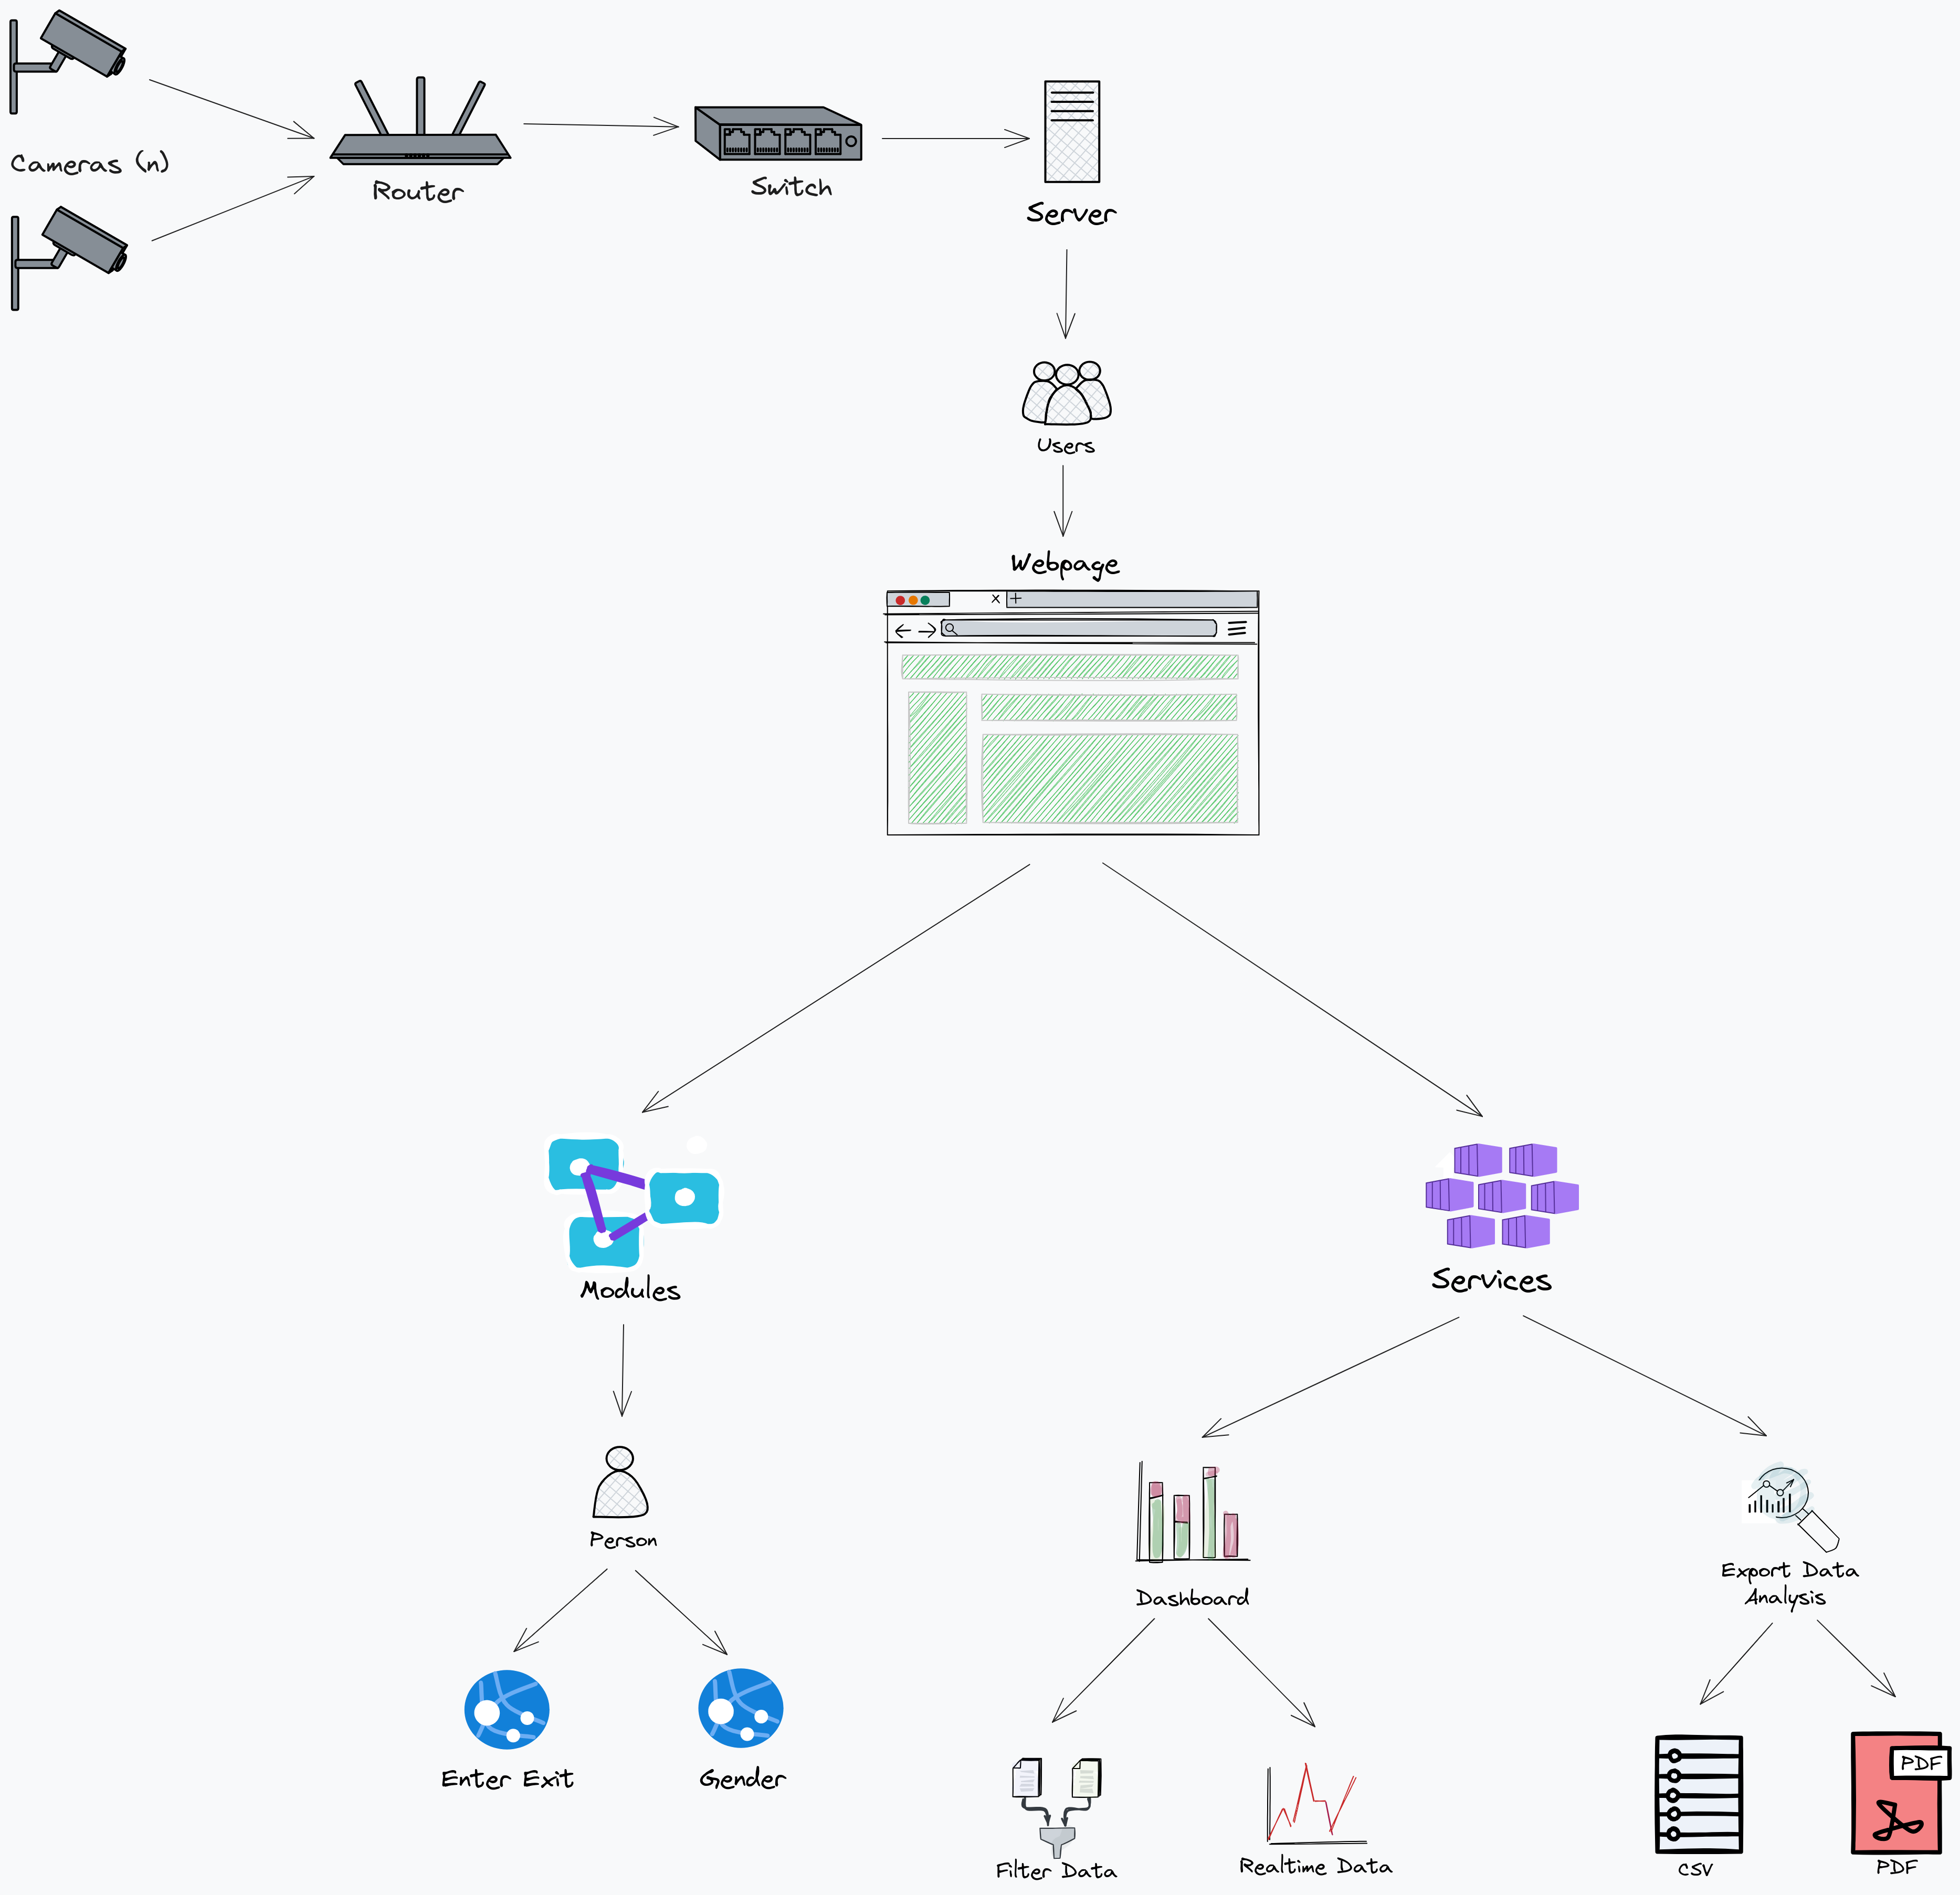 Cameras (n)
Router
Switch
Server
Users
Webpage
Modules
Services
Person
Dashboard
Export Data
Analysis
Enter Exit
Gender
Filter Data
Realtime Data
CSV
PDF
PDF